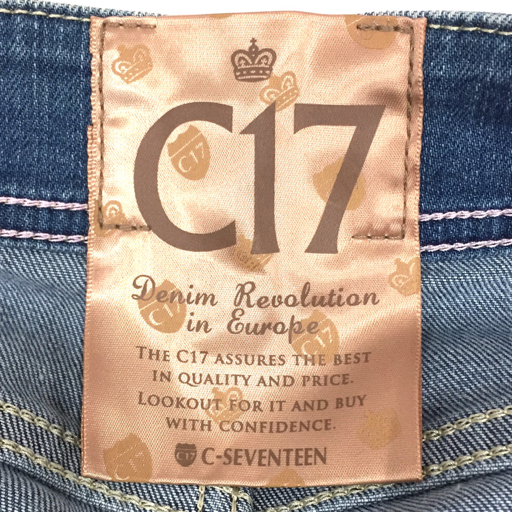 C17
Denim Revolution
in Europe
THE C17 ASSURES THE BEST
IN QUALITY AND PRICE.
LOOKOUT FOR IT AND BUY
WITH CONFIDENCE.
C17 C-SEVENTEEN